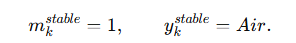 m_k^{stable} = 1, y_k^{stable} = Air.